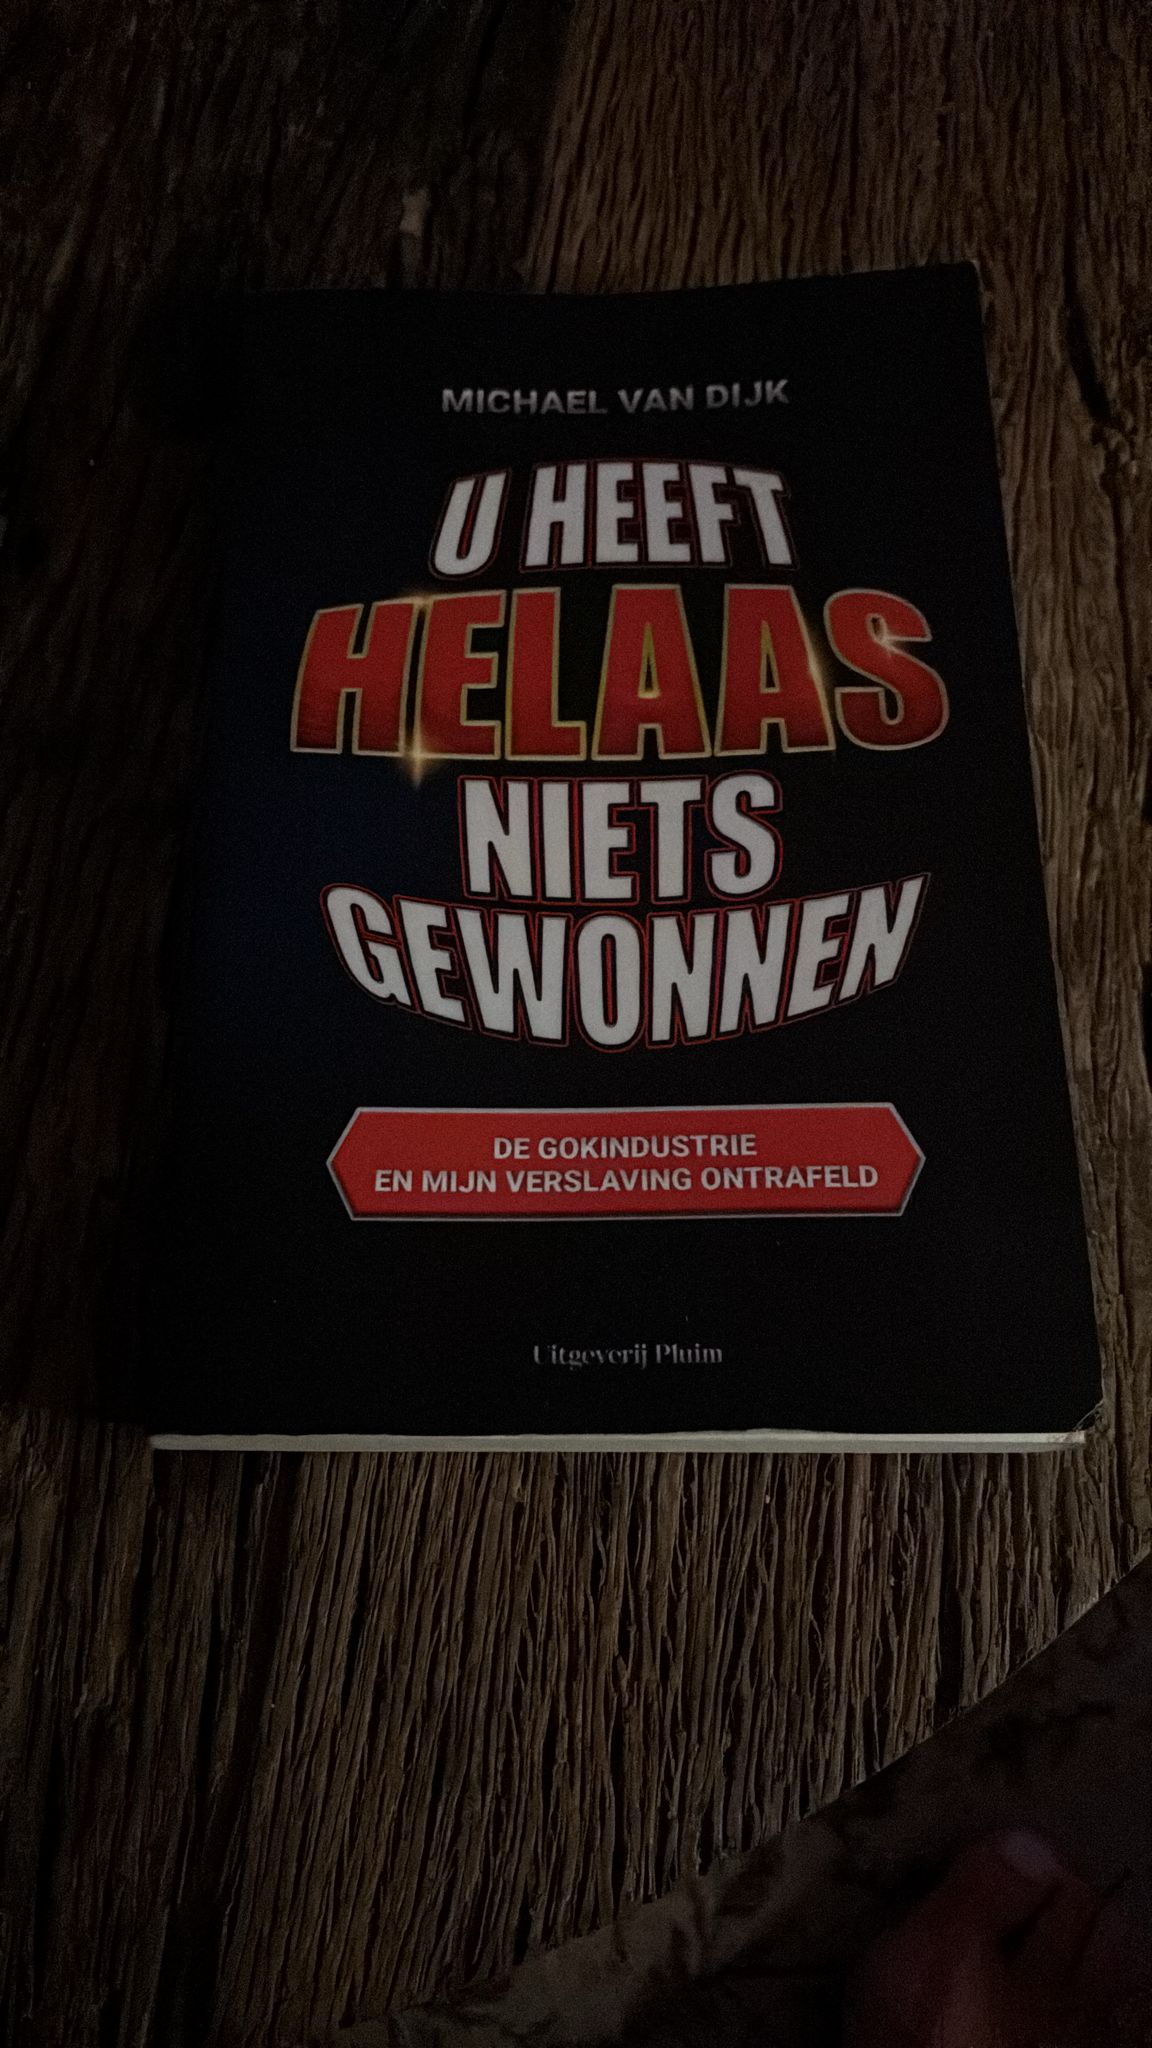 MICHAEL VAN DIJK
U HEEFT
HELAAS
NIETS
GEWONNEN
DE GOKINDUSTRIE
EN MIJN VERSLAVING ONTRAFELD
Uitgeverij Pluim